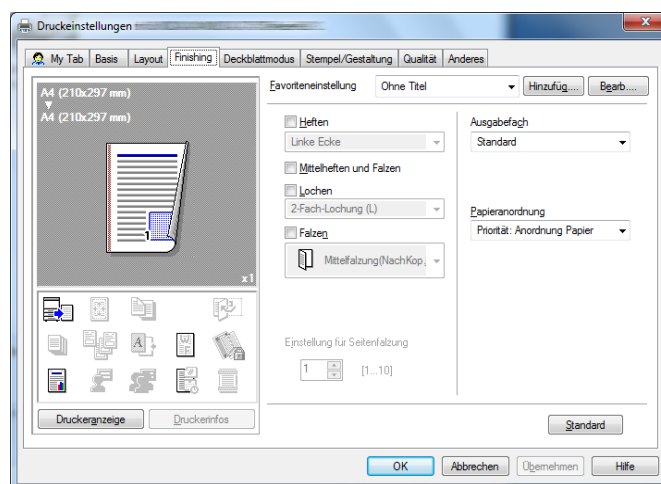 Druckeinstellungen
My Tab Basis Layout Finishing Deckblattmodus Stempel/Gestaltung Qualität Anderes
A4 (210x297 mm)
A4 (210x297 mm)
1
x1
Druckeranzeige Druckerinfos
Favoriteneinstellung Ohne Titel Hinzufüg.... Bearb....
Heften
Linke Ecke
Mittelheften und Falzen
Lochen
2-Fach-Lochung (L)
Falzen
Mittelfalzung(NachKop.
Einstellung für Seitenfalzung
1 [1...10]
Ausgabefach
Standard
Papieranordnung
Priorität: Anordnung Papier
Standard
OK Abbrechen Übernehmen Hilfe